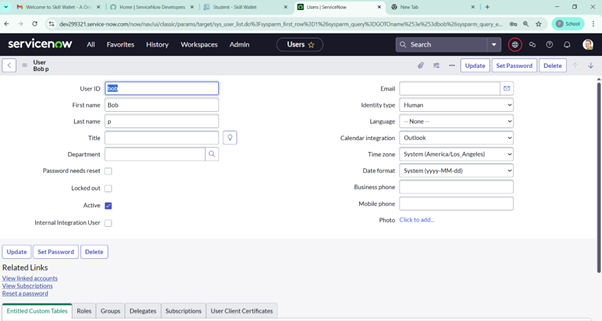 Welcome to Skill Wallet - A Gr
Home | ServiceNow Developers
Student - Skill Wallet
Users | ServiceNow
New Tab
dev299321.service-now.com/now/nav/ui/classic/params/target/sys_user_list.do%3Fsysparm_first_row%3D1%26sysparm_query%3DGOTOname%253e%253dbob%26sysparm_query_e...
School
servicenow
All Favorites History Workspaces Admin
Users
Search
User
Bob p
Update Set Password Delete
User ID bob
First name Bob
Last name p
Title
Department
Password needs reset
Locked out
Active
Internal Integration User
Email
Identity type Human
Language -- None --
Calendar integration Outlook
Time zone System (America/Los_Angeles)
Date format System (yyyy-MM-dd)
Business phone
Mobile phone
Photo Click to add...
Update Set Password Delete
Related Links
View linked accounts
View Subscriptions
Reset a password
Entitled Custom Tables Roles Groups Delegates Subscriptions User Client Certificates